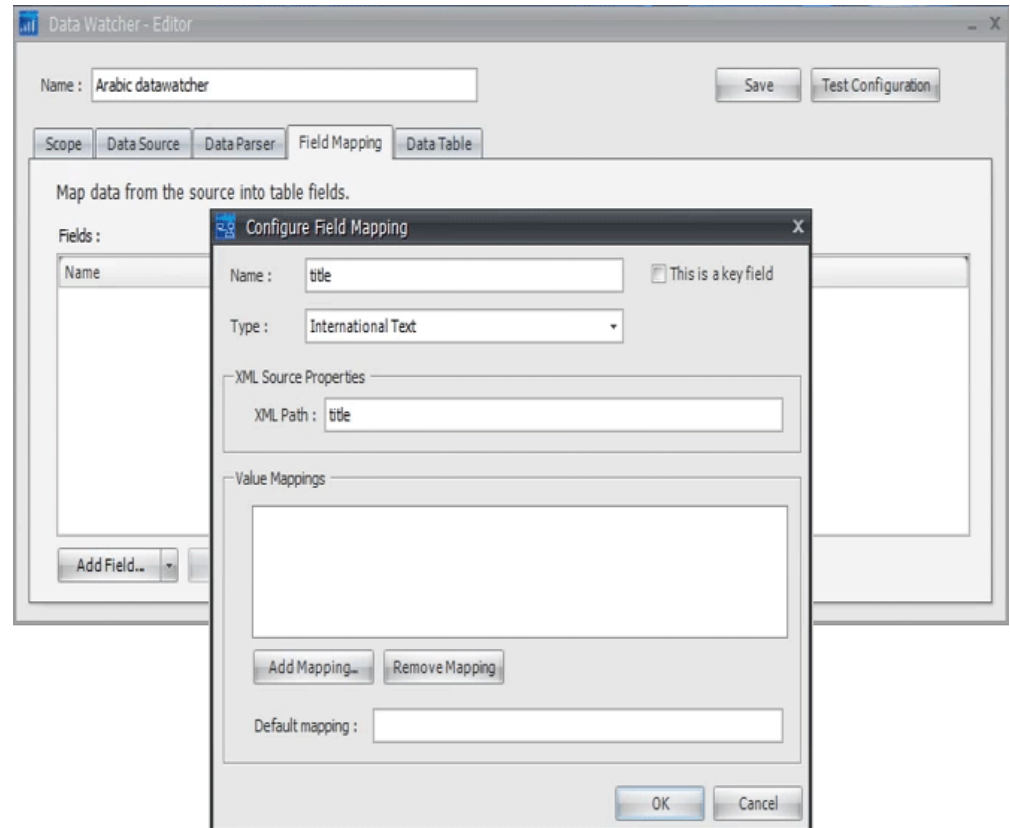 Data Watcher - Editor
Name : Arabic datawatcher Save Test Configuration
Scope Data Source Data Parser Field Mapping Data Table
Map data from the source into table fields.
Fields :
Name
Add Field...
Configure Field Mapping
Name : title This is a key field
Type : International Text
XML Source Properties
XML Path : title
Value Mappings
Add Mapping... Remove Mapping
Default mapping :
OK Cancel